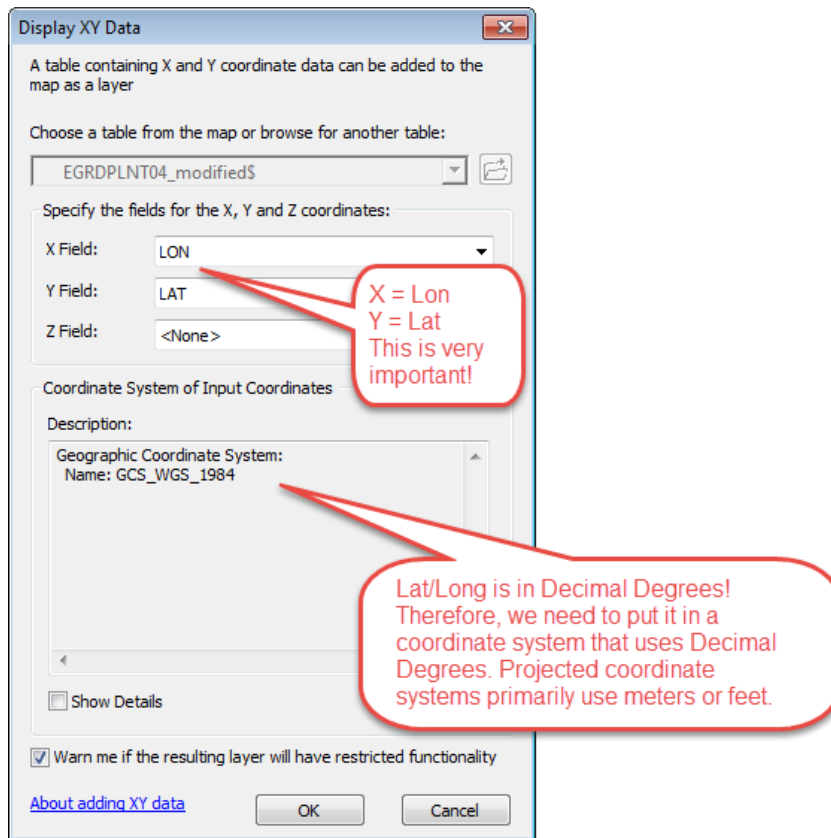 Display XY Data
A table containing X and Y coordinate data can be added to the
map as a layer
Choose a table from the map or browse for another table:
EGRDPLNT04_modified$
Specify the fields for the X, Y and Z coordinates:
X Field:
LON
Y Field:
LAT
Z Field:
<None>
X = Lon
Y = Lat
This is very
important!
Coordinate System of Input Coordinates
Description:
Geographic Coordinate System:
Name: GCS_WGS_1984
Lat/Long is in Decimal Degrees!
Therefore, we need to put it in a
coordinate system that uses Decimal
Degrees. Projected coordinate
systems primarily use meters or feet.
Show Details
Warn me if the resulting layer will have restricted functionality
About adding XY data
OK
Cancel